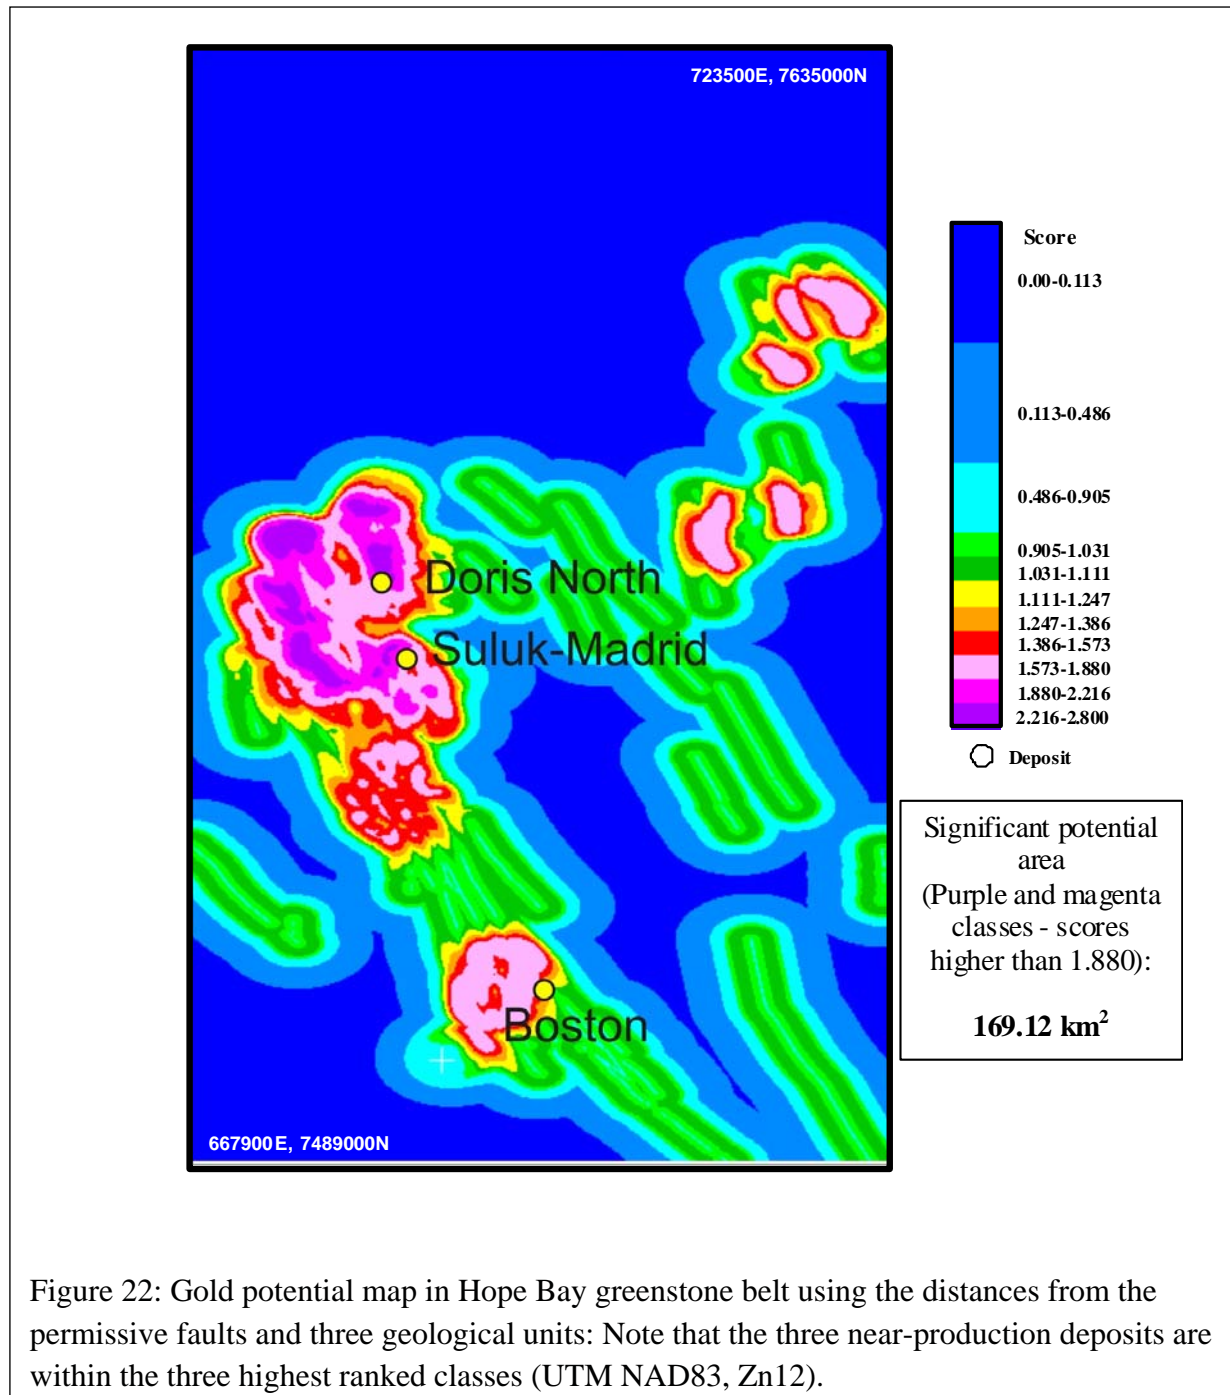 723500E, 7635000N
Score
0.00-0.113
0.113-0.486
0.486-0.905
0.905-1.031
1.031-1.111
1.111-1.247
1.247-1.386
1.386-1.573
1.573-1.880
1.880-2.216
2.216-2.800
Deposit
Doris North
Suluk-Madrid
Boston
667900E, 7489000N
Significant potential
area
(Purple and magenta
classes - scores
higher than 1.880):
169.12 km²
Figure 22: Gold potential map in Hope Bay greenstone belt using the distances from the
permissive faults and three geological units: Note that the three near-production deposits are
within the three highest ranked classes (UTM NAD83, Zn12).